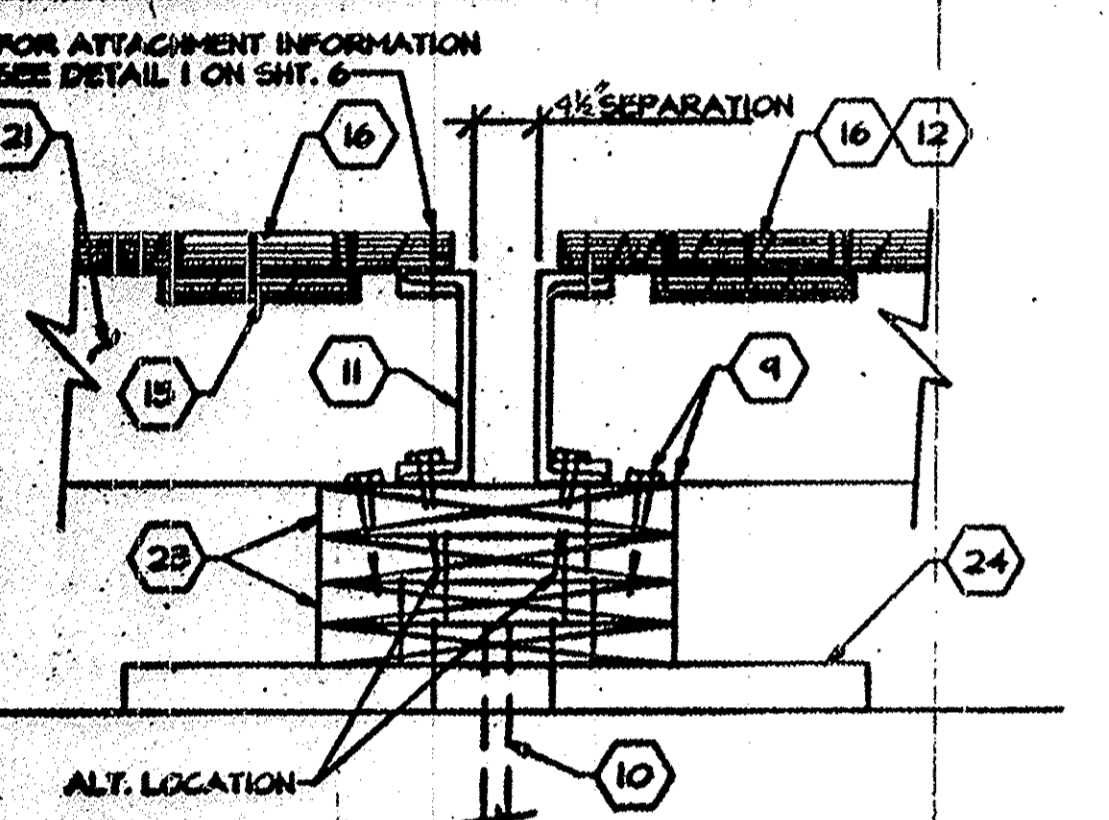 FOR ATTACHMENT INFORMATION
SEE DETAIL 1 ON SHT. 6
4½" SEPARATION
21
16
16
12
15
11
9
23
24
ALT. LOCATION
10